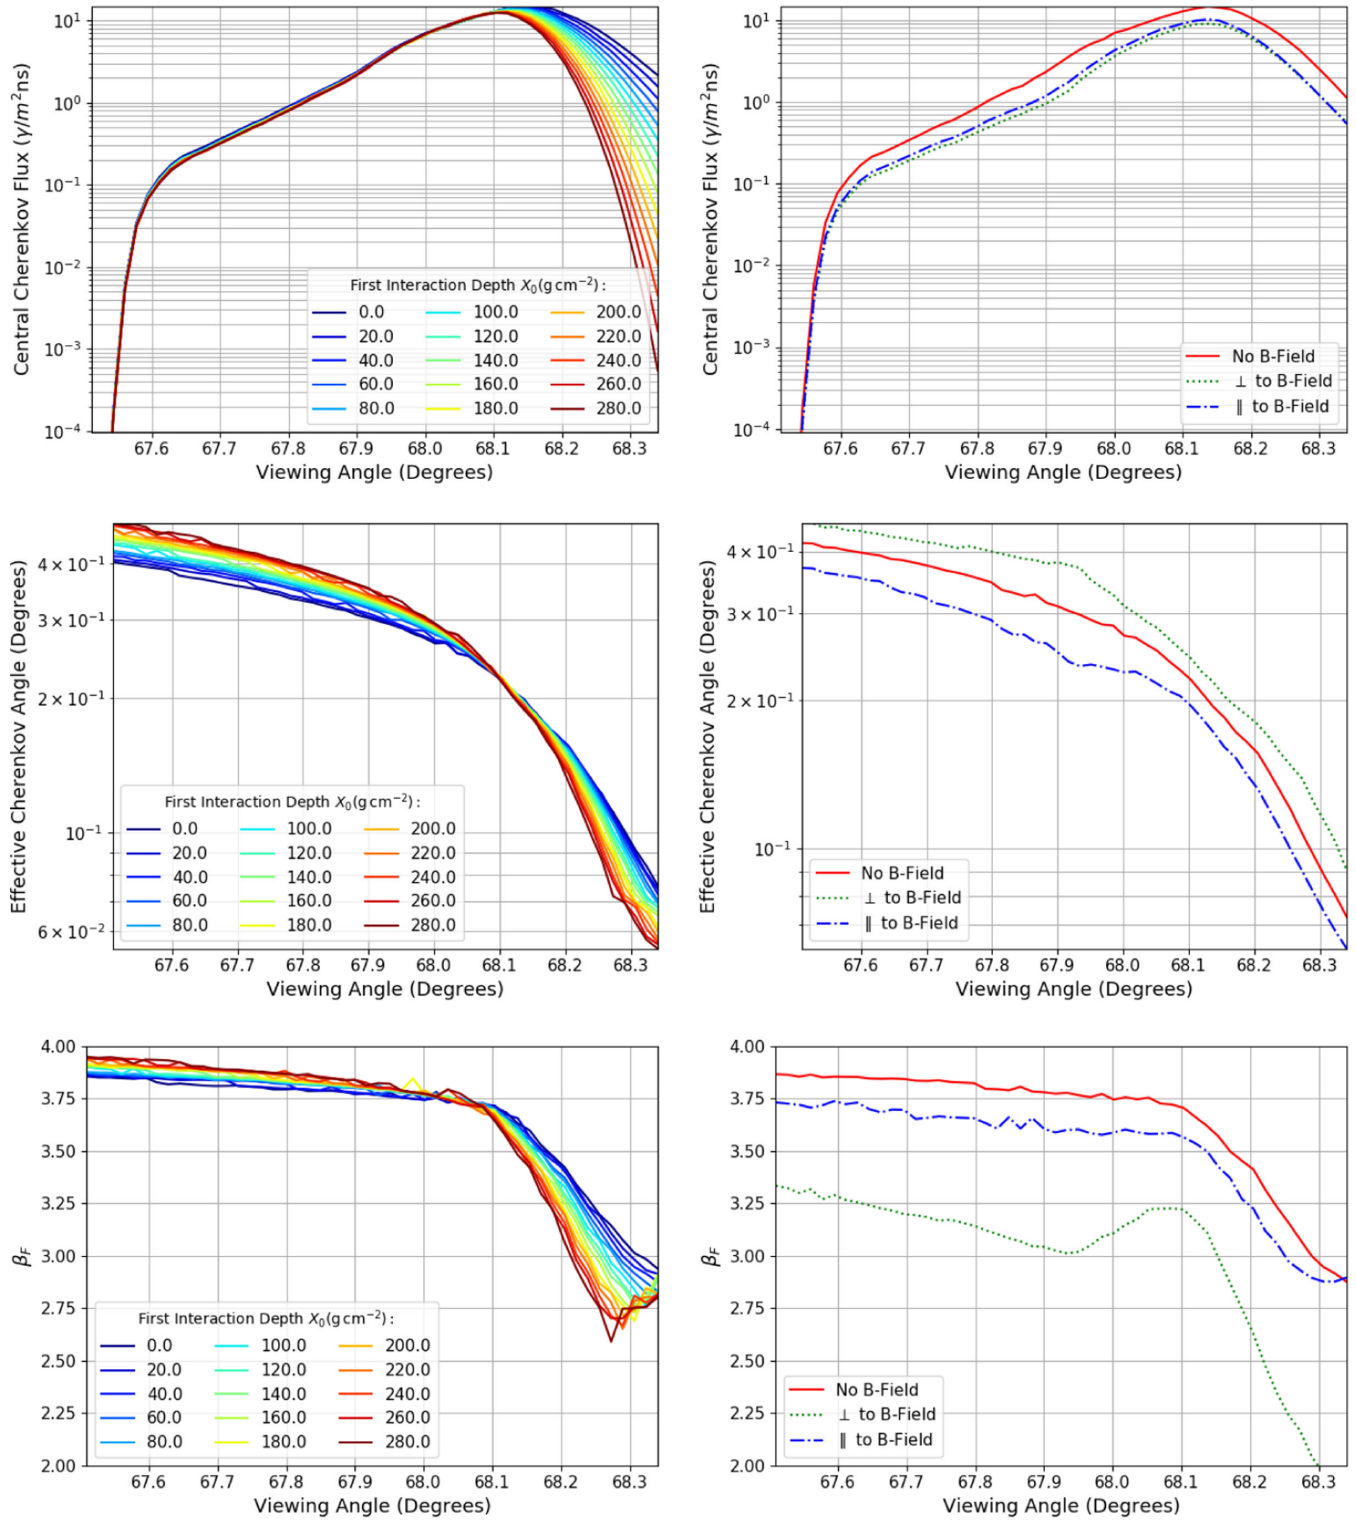 Central Cherenkov Flux (γ/m²ns)
10¹
10⁰
10⁻¹
10⁻²
10⁻³
10⁻⁴
First Interaction Depth X₀(g cm⁻²):
0.0 100.0 200.0
20.0 120.0 220.0
40.0 140.0 240.0
60.0 160.0 260.0
80.0 180.0 280.0
67.6 67.7 67.8 67.9 68.0 68.1 68.2 68.3
Viewing Angle (Degrees)
Central Cherenkov Flux (γ/m²ns)
10¹
10⁰
10⁻¹
10⁻²
10⁻³
10⁻⁴
No B-Field
⊥ to B-Field
∥ to B-Field
67.6 67.7 67.8 67.9 68.0 68.1 68.2 68.3
Viewing Angle (Degrees)
Effective Cherenkov Angle (Degrees)
4 × 10⁻¹
3 × 10⁻¹
2 × 10⁻¹
10⁻¹
6 × 10⁻²
First Interaction Depth X₀(g cm⁻²):
0.0 100.0 200.0
20.0 120.0 220.0
40.0 140.0 240.0
60.0 160.0 260.0
80.0 180.0 280.0
67.6 67.7 67.8 67.9 68.0 68.1 68.2 68.3
Viewing Angle (Degrees)
Effective Cherenkov Angle (Degrees)
4 × 10⁻¹
3 × 10⁻¹
2 × 10⁻¹
10⁻¹
No B-Field
⊥ to B-Field
∥ to B-Field
67.6 67.7 67.8 67.9 68.0 68.1 68.2 68.3
Viewing Angle (Degrees)
β_F
4.00
3.75
3.50
3.25
3.00
2.75
2.50
2.25
2.00
First Interaction Depth X₀(g cm⁻²):
0.0 100.0 200.0
20.0 120.0 220.0
40.0 140.0 240.0
60.0 160.0 260.0
80.0 180.0 280.0
67.6 67.7 67.8 67.9 68.0 68.1 68.2 68.3
Viewing Angle (Degrees)
β_F
4.00
3.75
3.50
3.25
3.00
2.75
2.50
2.25
2.00
No B-Field
⊥ to B-Field
∥ to B-Field
67.6 67.7 67.8 67.9 68.0 68.1 68.2 68.3
Viewing Angle (Degrees)